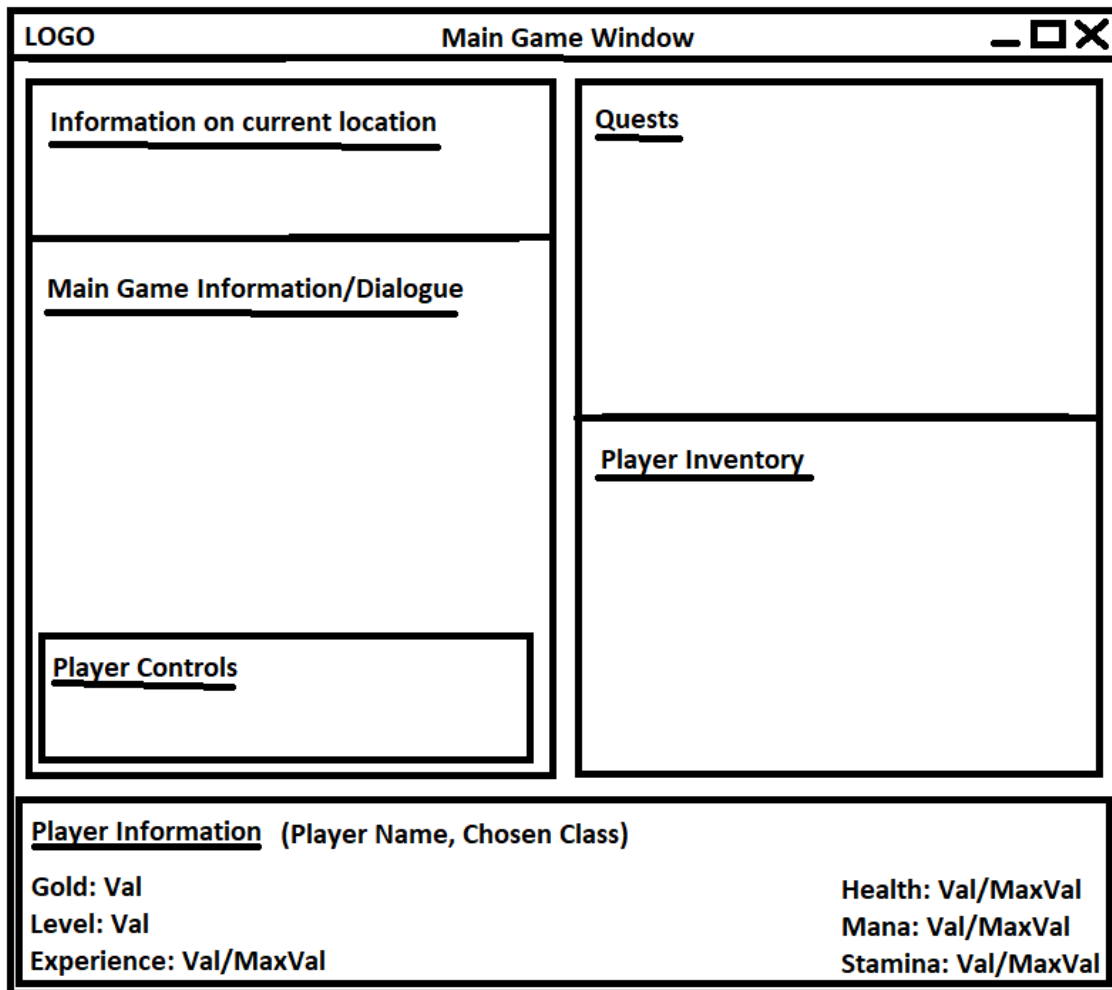 LOGO
Main Game Window
Information on current location
Main Game Information/Dialogue
Player Controls
Quests
Player Inventory
Player Information (Player Name, Chosen Class)
Gold: Val
Level: Val
Experience: Val/MaxVal
Health: Val/MaxVal
Mana: Val/MaxVal
Stamina: Val/MaxVal